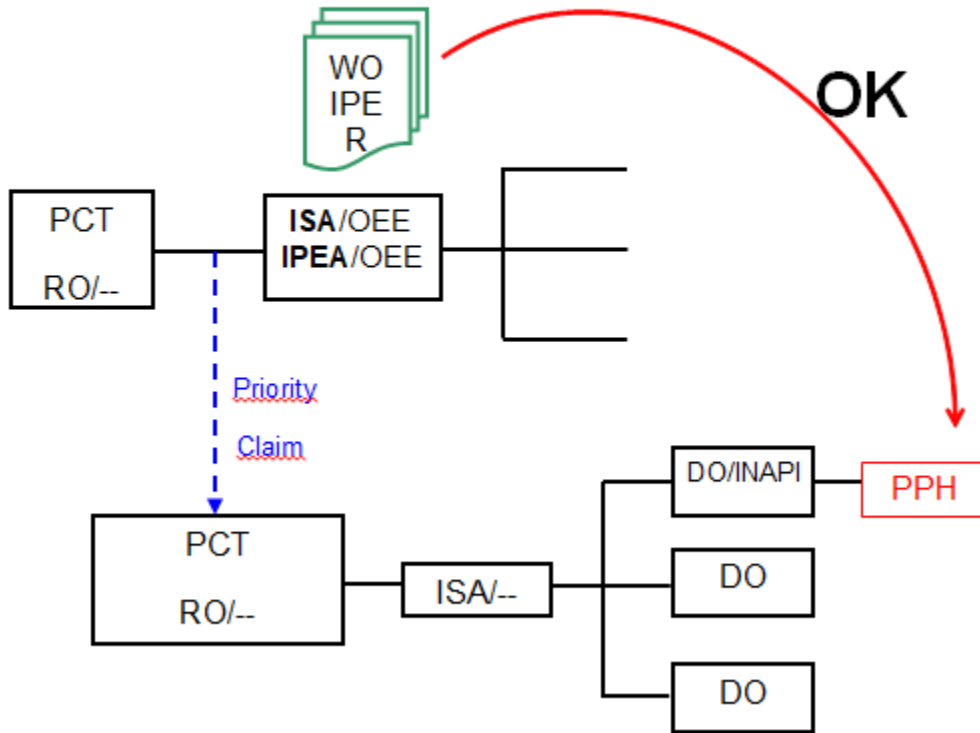 WO
IPE
R
OK
PCT
RO/--
ISA/OEE
IPEA/OEE
Priority
Claim
DO/INAPI
PPH
PCT
RO/--
ISA/--
DO
DO